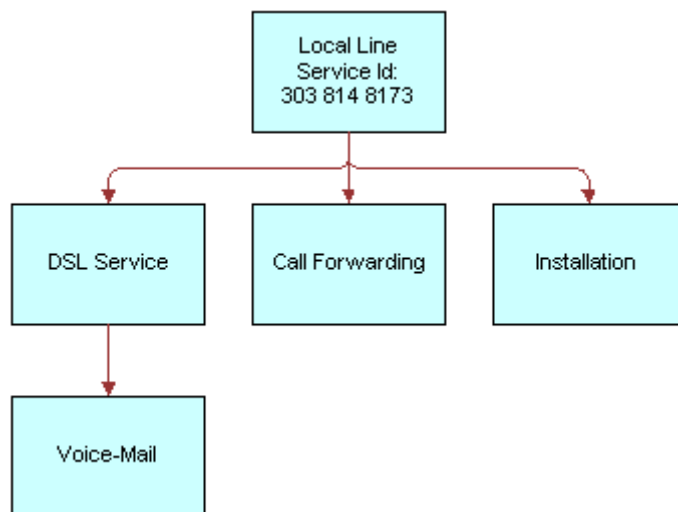 Local Line
Service Id:
303 814 8173
DSL Service
Call Forwarding
Installation
Voice-Mail